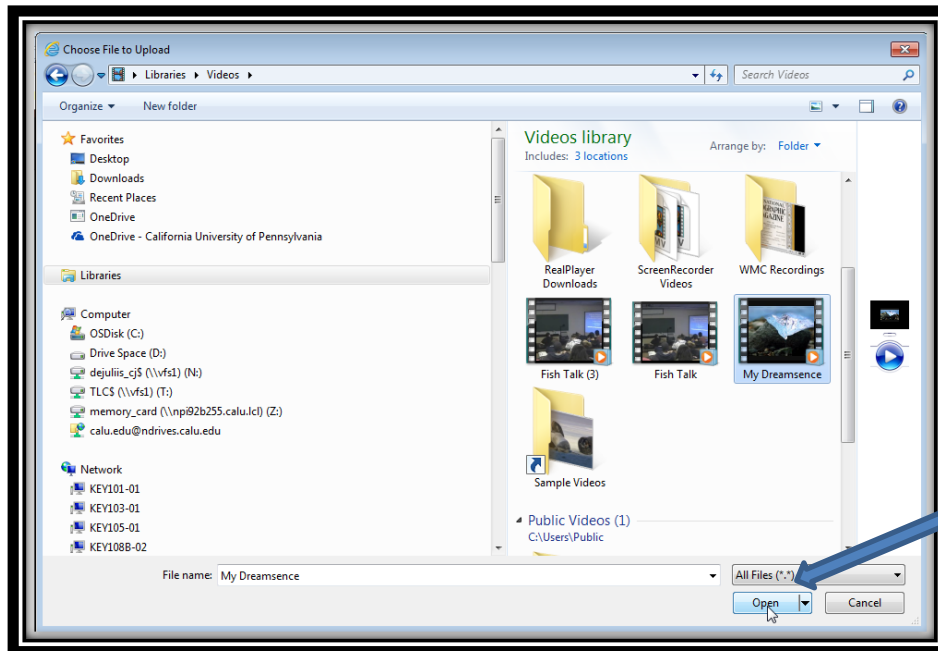 Choose File to Upload
Libraries Videos
Search Videos
Organize New folder
Favorites
Desktop
Downloads
Recent Places
OneDrive
OneDrive - California University of Pennsylvania
Libraries
Computer
OSDisk (C:)
Drive Space (D:)
dejuliis_cj$ (\\vfs1) (N:)
TLC$ (\\vfs1) (T:)
memory_card (\\npi92b255.calu.lcl) (Z:)
calu.edu@ndrives.calu.edu
Network
KEY101-01
KEY103-01
KEY105-01
KEY108B-02
Videos library
Includes: 3 locations
Arrange by: Folder
RealPlayer Downloads
ScreenRecorder Videos
WMC Recordings
Fish Talk (3)
Fish Talk
My Dreamsence
Sample Videos
Public Videos (1)
C:\Users\Public
File name: My Dreamsence
All Files (*.*)
Open
Cancel